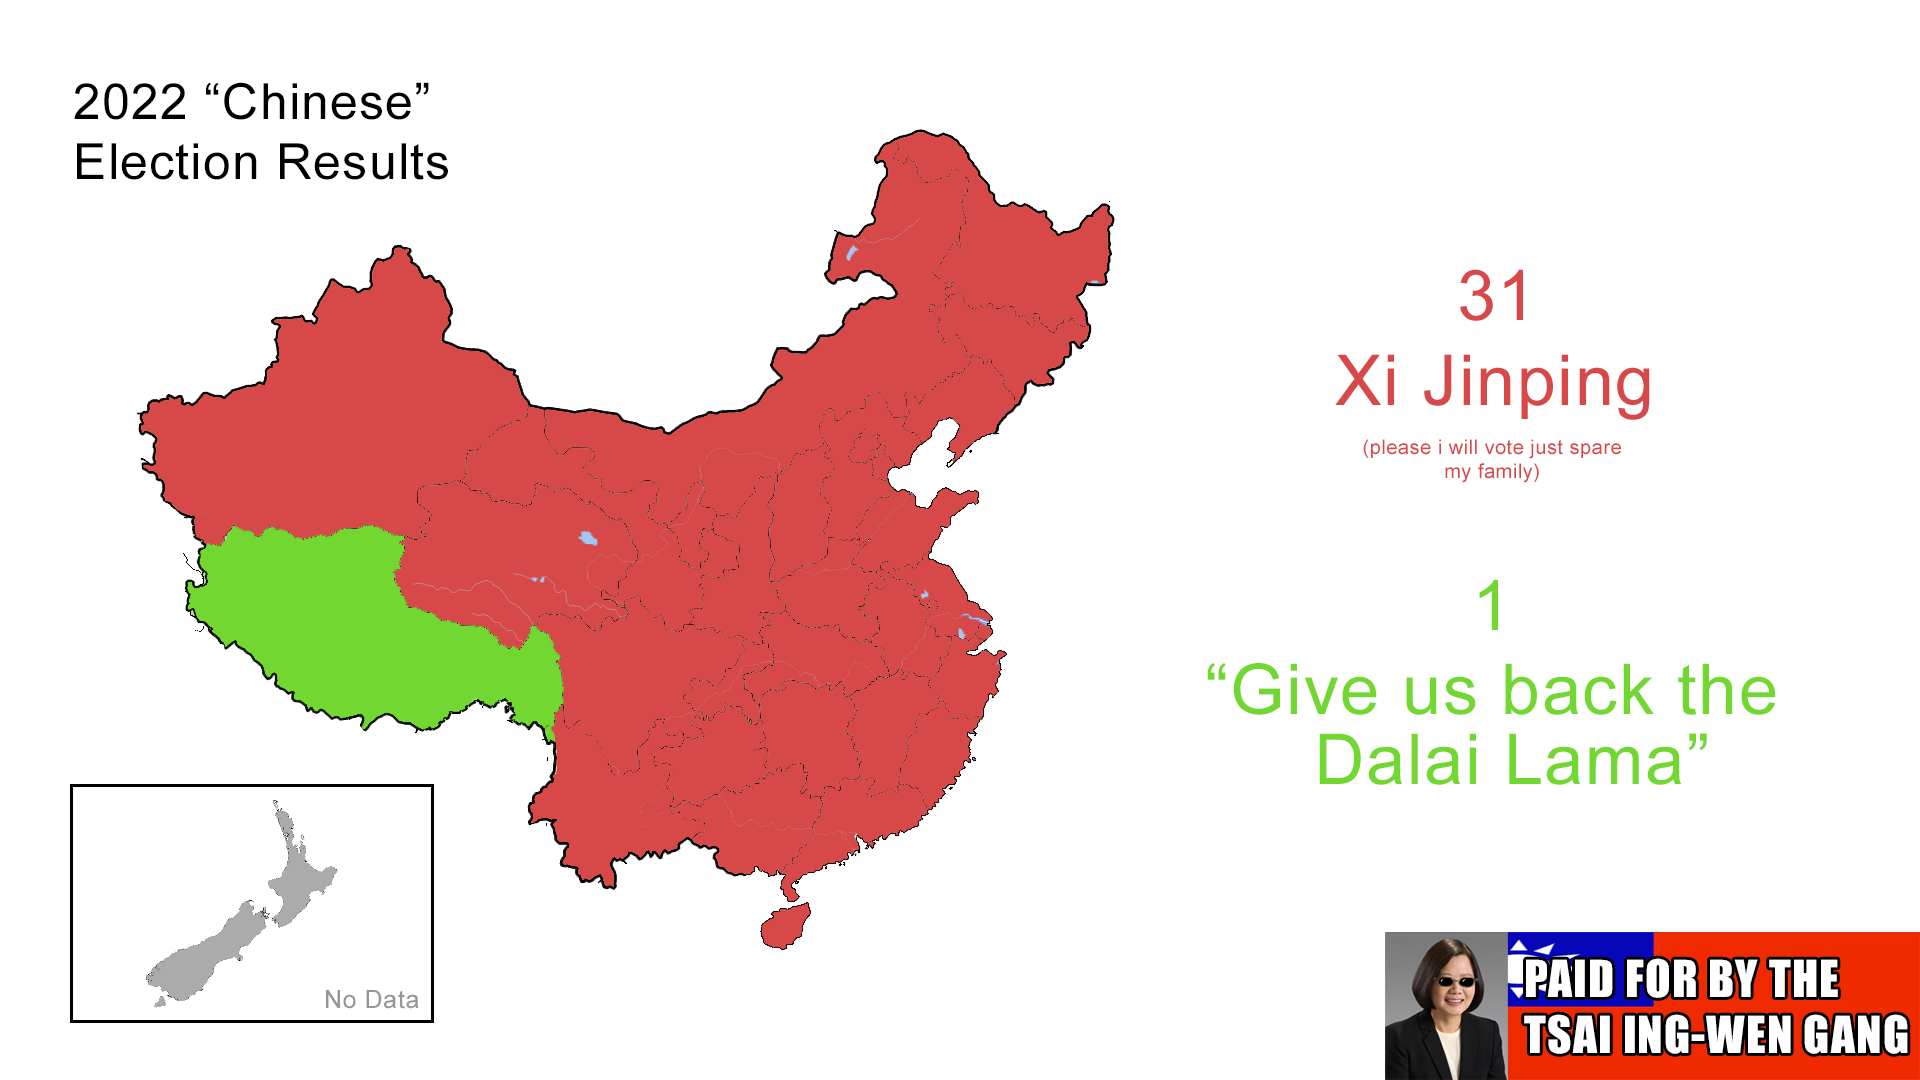 2022 “Chinese”
Election Results
31
Xi Jinping
(please i will vote just spare
my family)
1
“Give us back the
Dalai Lama”
No Data
PAID FOR BY THE
TSAI ING-WEN GANG